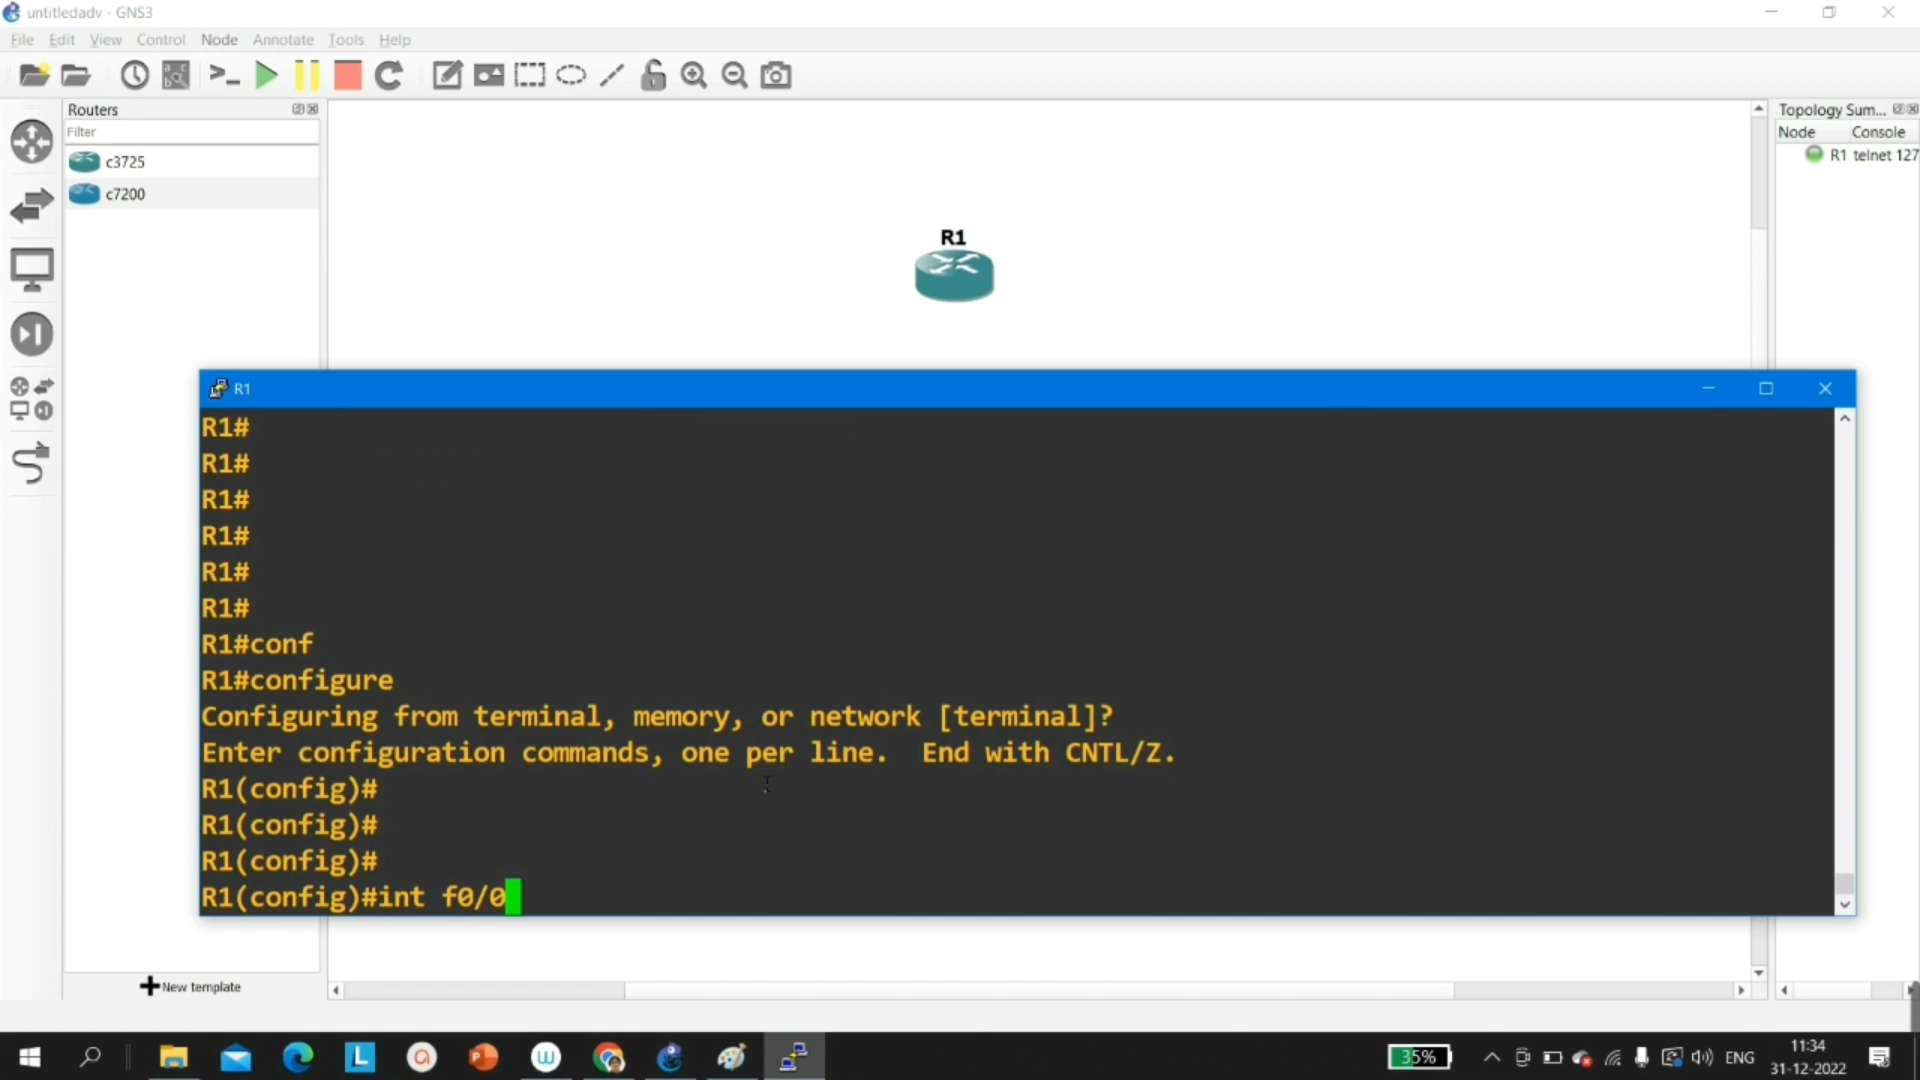 untitledadv - GNS3
File Edit View Control Node Annotate Tools Help
Routers
Filter
c3725
c7200
New template
R1
Topology Sum...
Node Console
R1 telnet 127
R1
R1#
R1#
R1#
R1#
R1#
R1#
R1#conf
R1#configure
Configuring from terminal, memory, or network [terminal]?
Enter configuration commands, one per line.  End with CNTL/Z.
R1(config)#
R1(config)#
R1(config)#
R1(config)#int f0/0
35%
ENG
11:34
31-12-2022